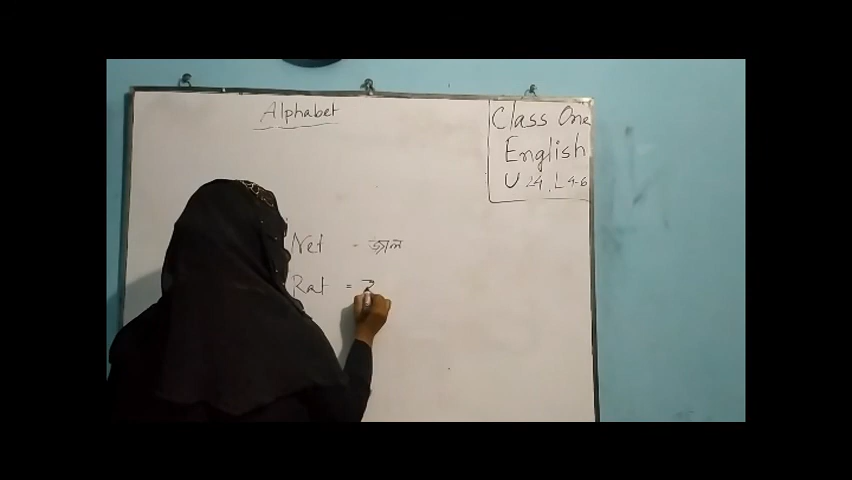 Alphabet
Class One
English
U 24, L 4-6
Net = জাল
Rat =